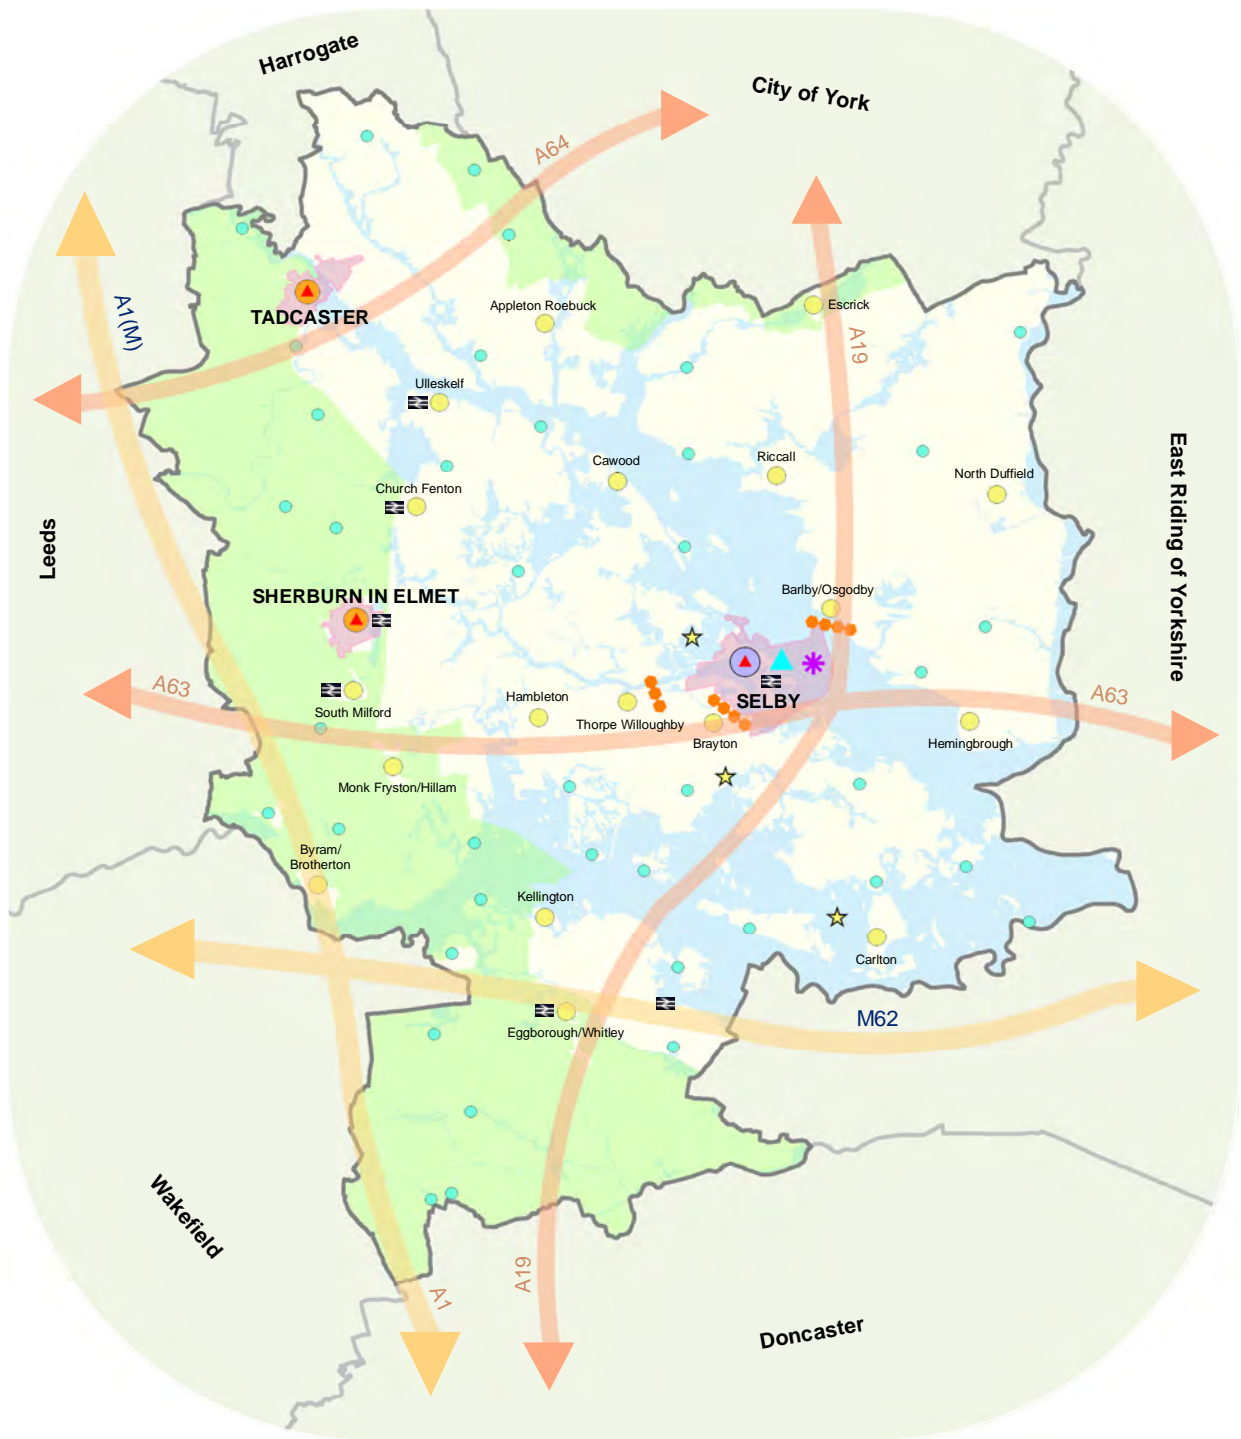 Harrogate
City of York
A64
A1(M)
TADCASTER
Appleton Roebuck
Escrick
A19
Ulleskelf
Cawood
Riccall
North Duffield
Church Fenton
Leeds
East Riding of Yorkshire
SHERBURN IN ELMET
Barlby/Osgodby
A63
South Milford
Hambleton
Thorpe Willoughby
SELBY
Brayton
A63
Hemingbrough
Monk Fryston/Hillam
Byram/
Brotherton
Kellington
Carlton
M62
Eggborough/Whitley
Wakefield
A19
A1
Doncaster